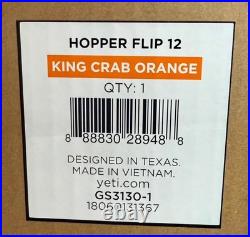 HOPPER FLIP 12
KING CRAB ORANGE
QTY: 1
8 88830 28948 8
DESIGNED IN TEXAS.
MADE IN VIETNAM.
yeti.com
GS3130-1
18060131367